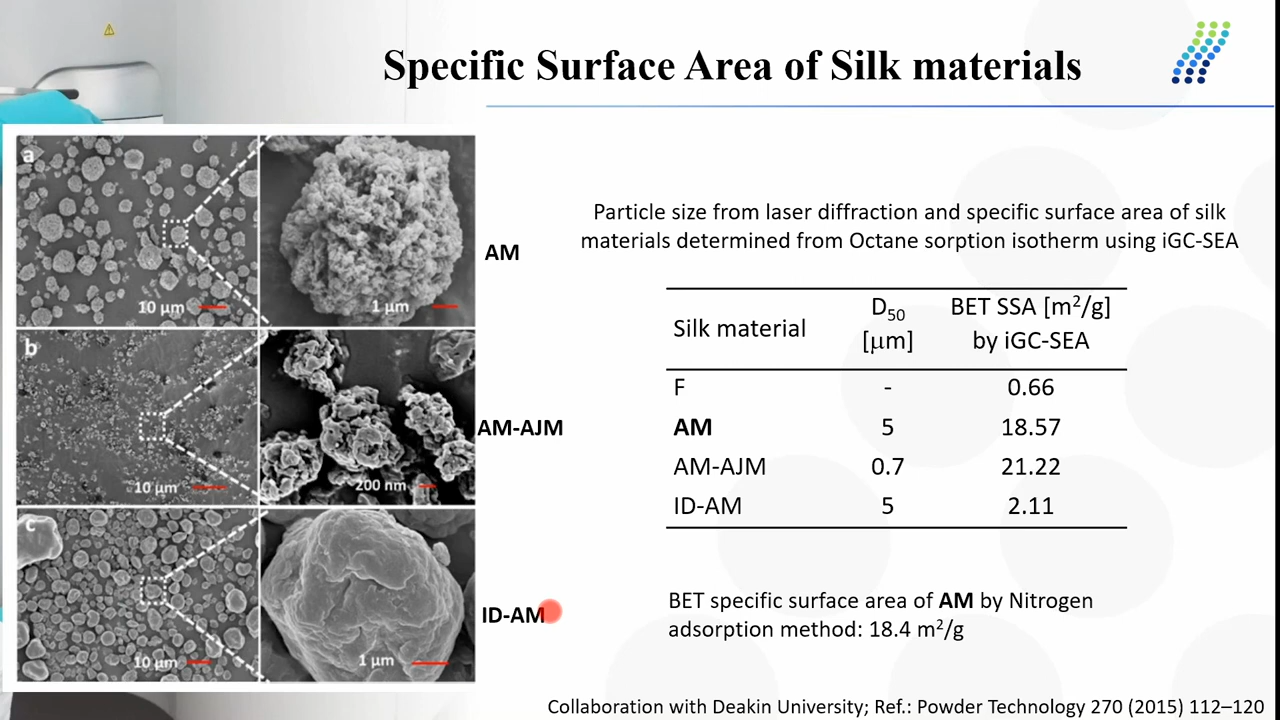 Specific Surface Area of Silk materials
a
10 µm
1 µm
AM
b
10 µm
200 nm
AM-AJM
c
10 µm
1 µm
ID-AM
Particle size from laser diffraction and specific surface area of silk
materials determined from Octane sorption isotherm using iGC-SEA
Silk material D50 [µm] BET SSA [m²/g] by iGC-SEA
F - 0.66
AM 5 18.57
AM-AJM 0.7 21.22
ID-AM 5 2.11
BET specific surface area of AM by Nitrogen
adsorption method: 18.4 m²/g
Collaboration with Deakin University; Ref.: Powder Technology 270 (2015) 112–120